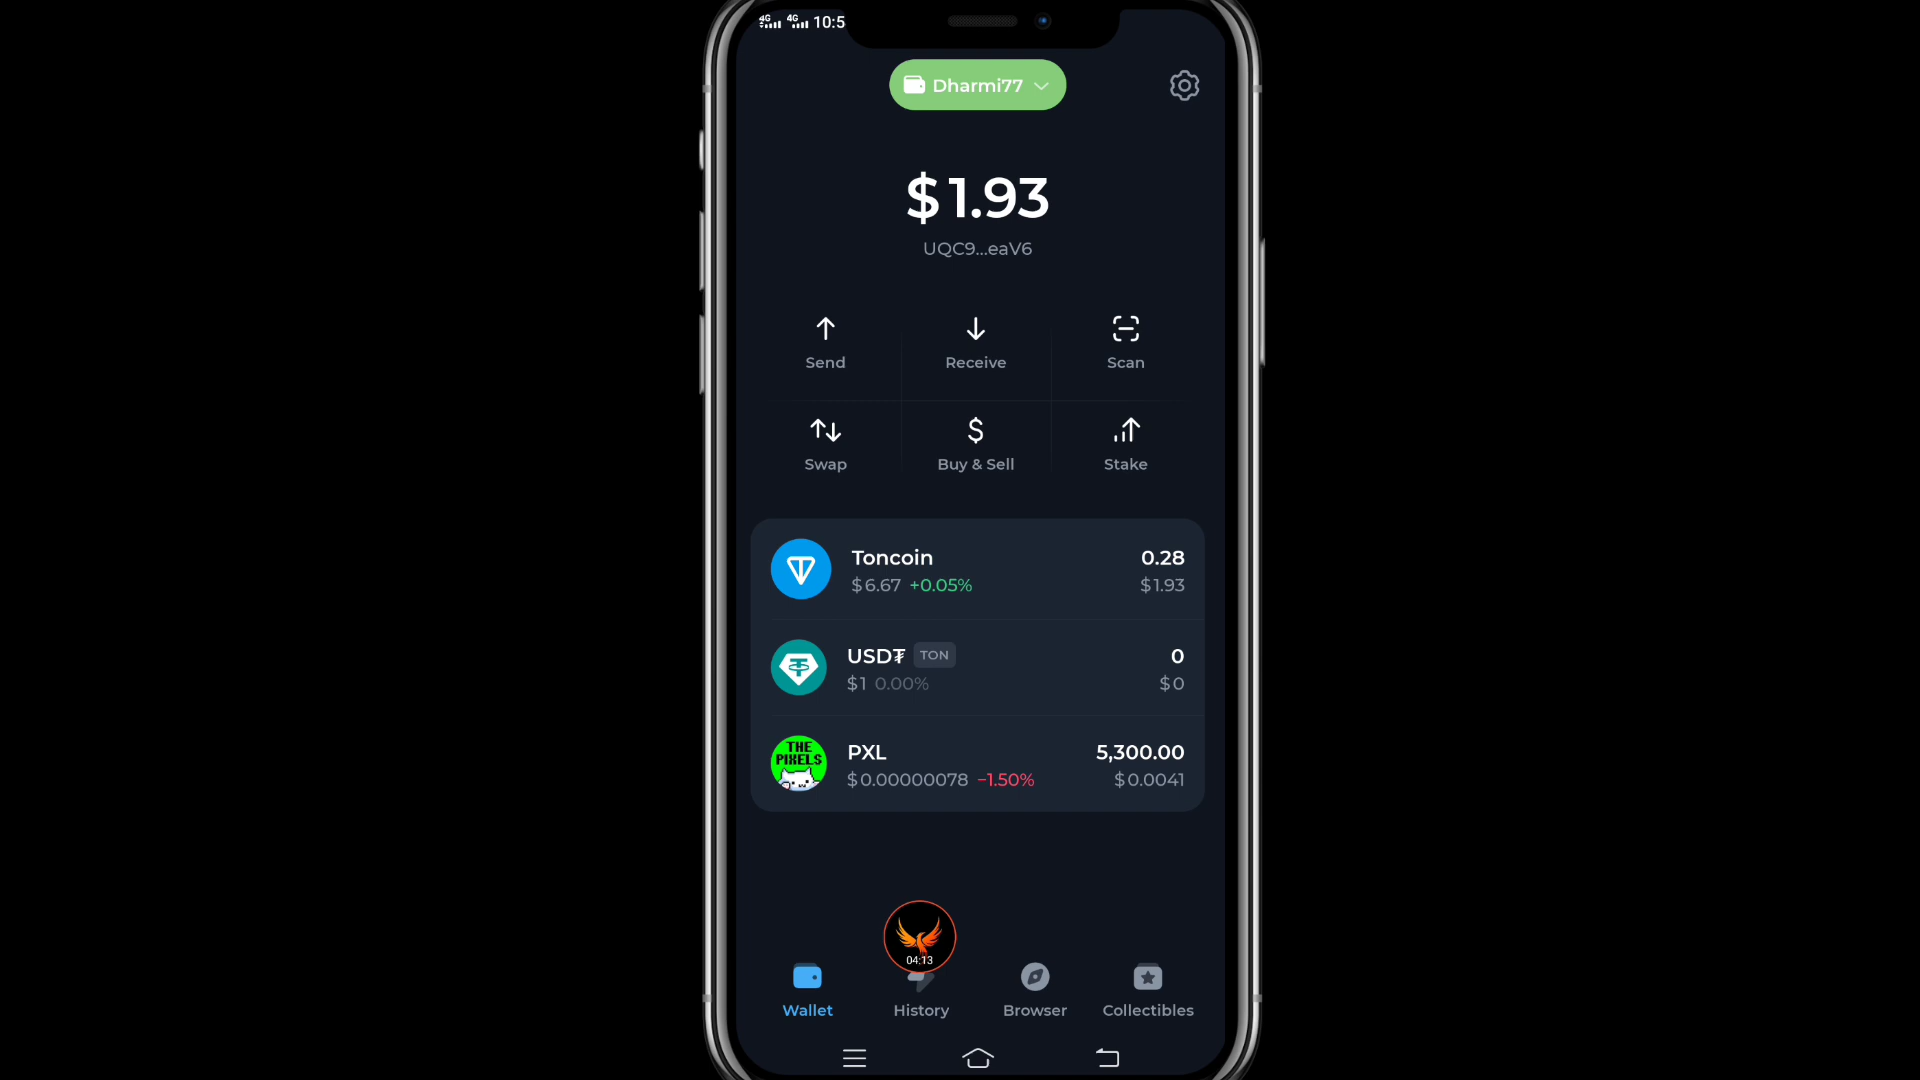 4G 4G 10:5
Dharmi77
$1.93
UQC9...eaV6
Send Receive Scan
Swap Buy & Sell Stake
Toncoin 0.28
$6.67 +0.05% $1.93
USD₮ TON 0
$1 0.00% $0
THE PIXELS
PXL 5,300.00
$0.00000078 −1.50% $0.0041
04:13
Wallet History Browser Collectibles